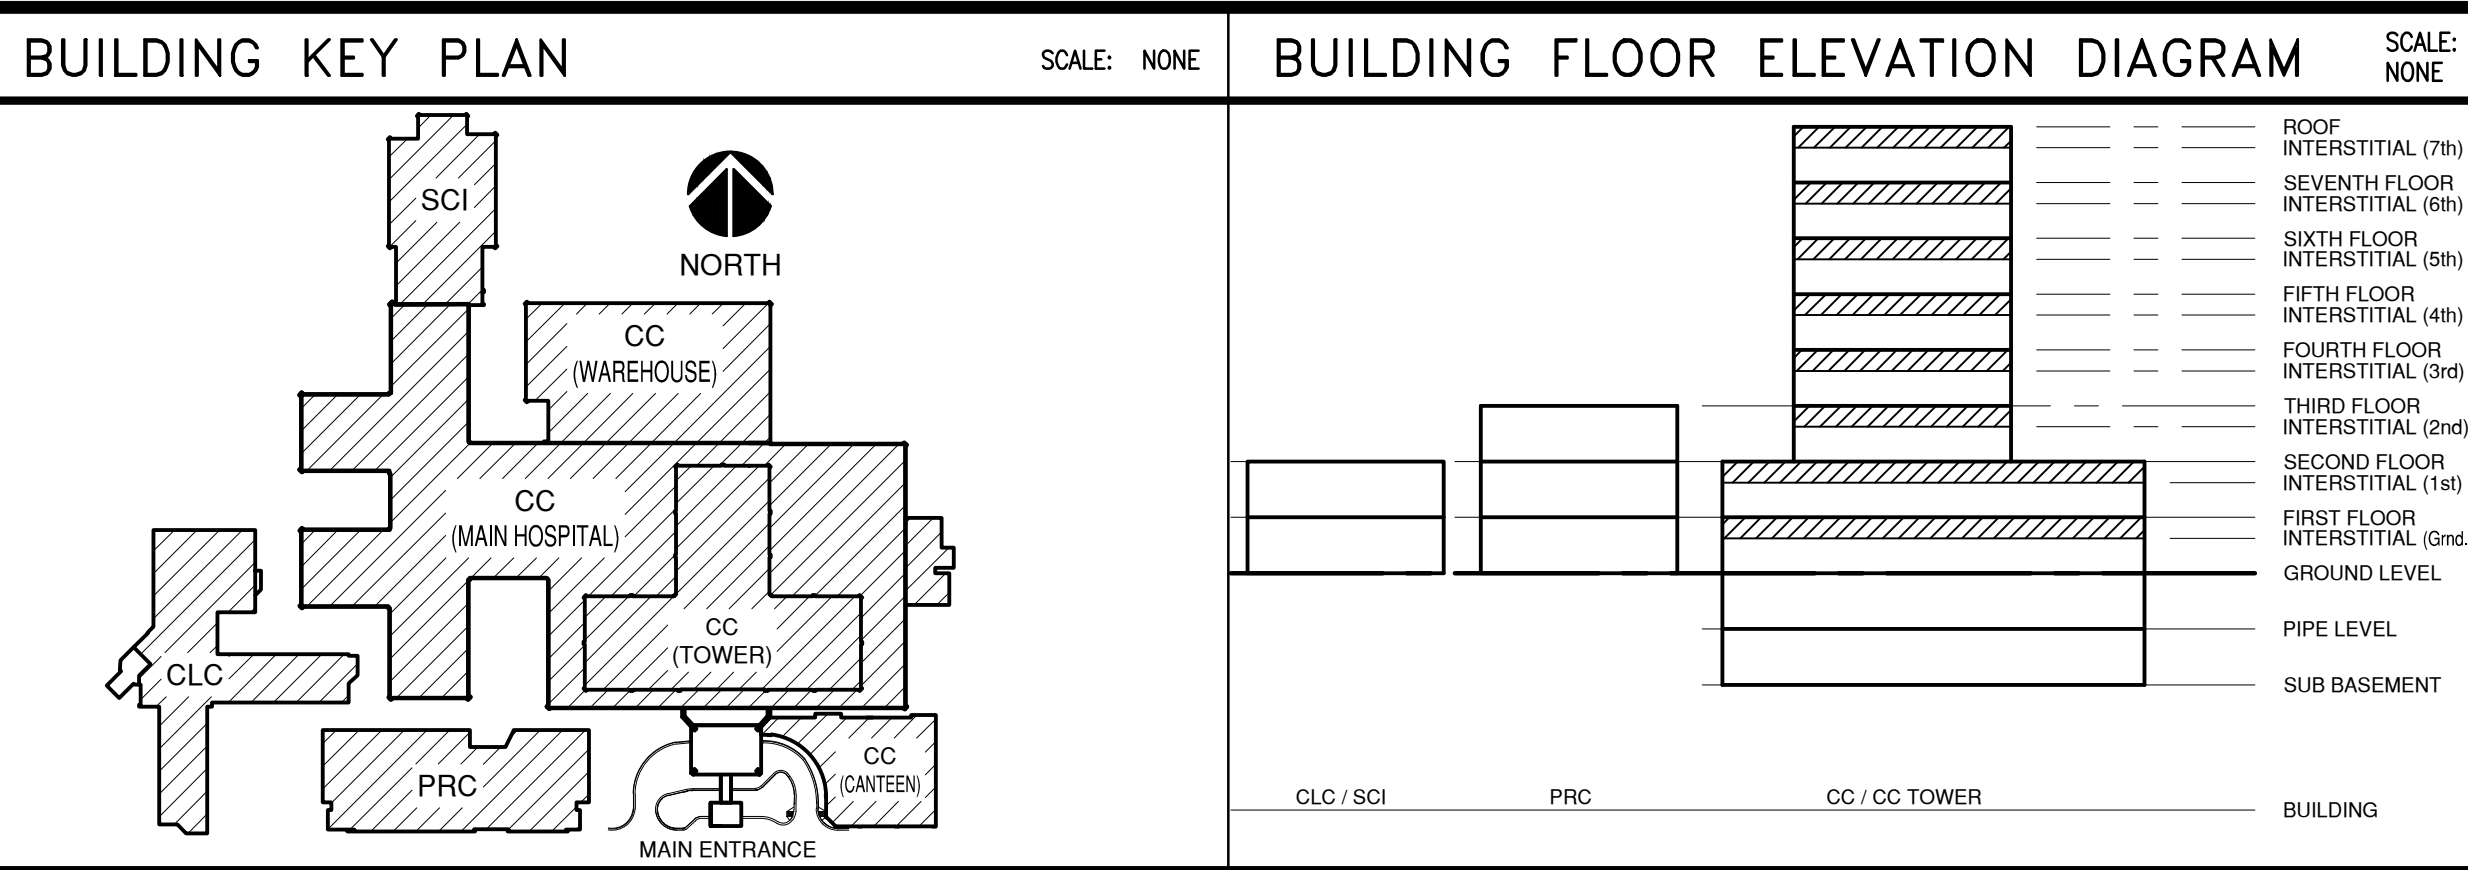 BUILDING KEY PLAN
SCALE: NONE
BUILDING FLOOR ELEVATION DIAGRAM
SCALE:
NONE
SCI
NORTH
CC
(WAREHOUSE)
CC
(MAIN HOSPITAL)
CC
(TOWER)
CLC
PRC
CC
(CANTEEN)
MAIN ENTRANCE
ROOF
INTERSTITIAL (7th)
SEVENTH FLOOR
INTERSTITIAL (6th)
SIXTH FLOOR
INTERSTITIAL (5th)
FIFTH FLOOR
INTERSTITIAL (4th)
FOURTH FLOOR
INTERSTITIAL (3rd)
THIRD FLOOR
INTERSTITIAL (2nd)
SECOND FLOOR
INTERSTITIAL (1st)
FIRST FLOOR
INTERSTITIAL (Grnd.
GROUND LEVEL
PIPE LEVEL
SUB BASEMENT
CLC / SCI
PRC
CC / CC TOWER
BUILDING